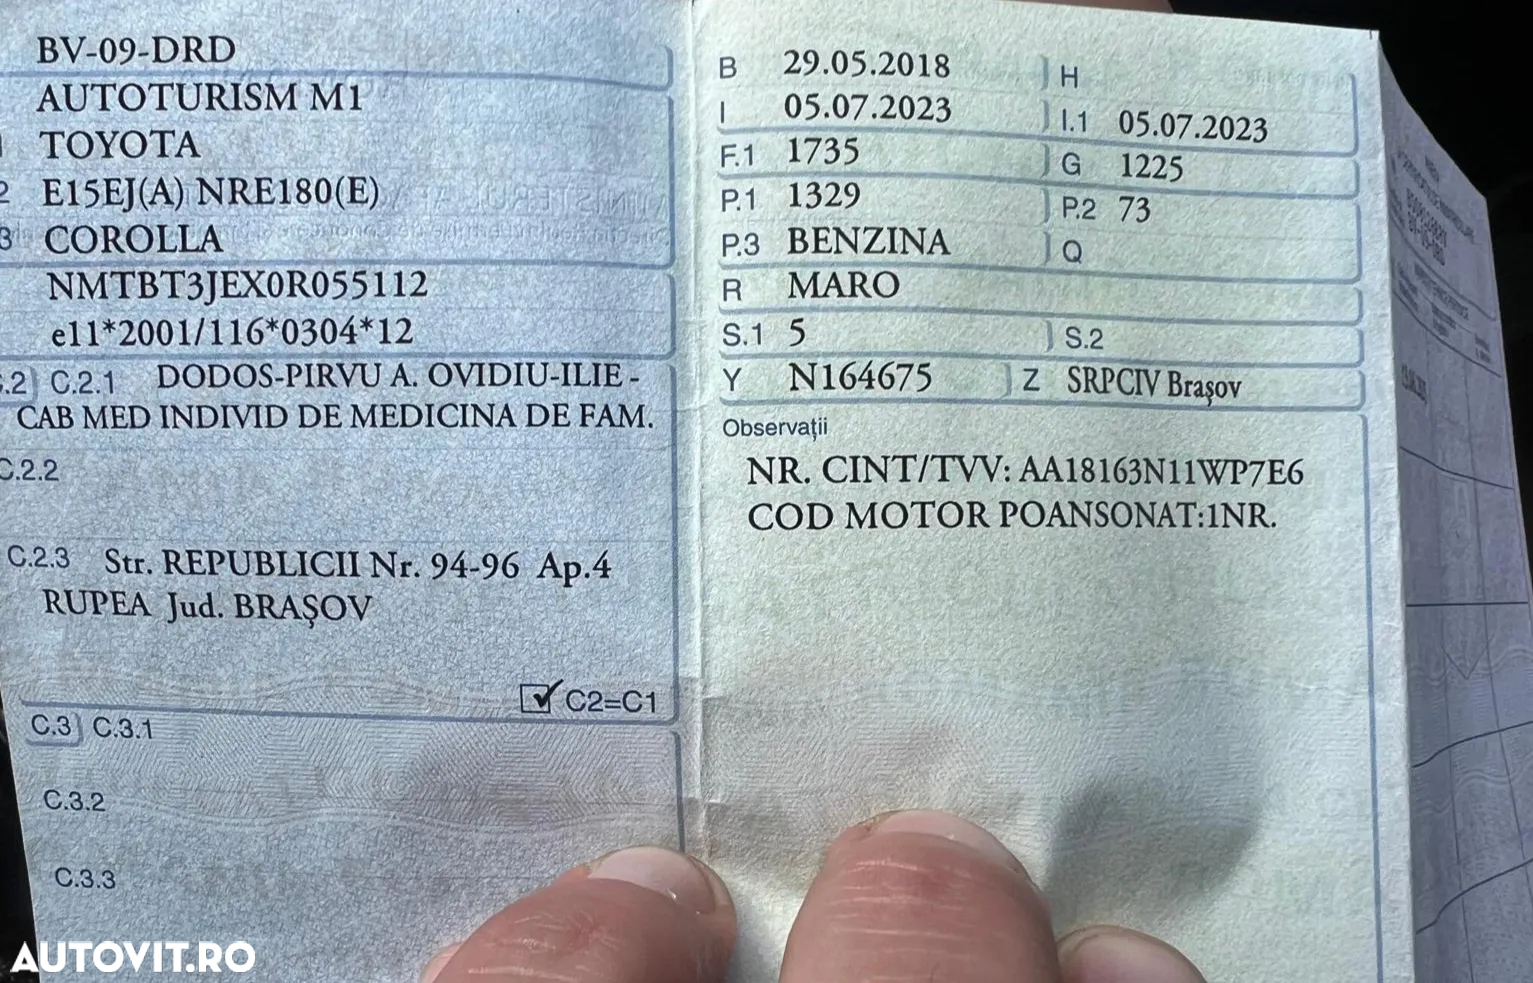 BV-09-DRD
AUTOTURISM M1
TOYOTA
2 E15EJ(A) NRE180(E)
3 COROLLA
NMTBT3JEX0R055112
e11*2001/116*0304*12
C.2) C.2.1 DODOS-PIRVU A. OVIDIU-ILIE -
CAB MED INDIVID DE MEDICINA DE FAM.
C.2.2
C.2.3 Str. REPUBLICII Nr. 94-96 Ap.4
RUPEA Jud. BRAŞOV
C2=C1
C.3 C.3.1
C.3.2
C.3.3
B 29.05.2018 H
I 05.07.2023 I.1 05.07.2023
F.1 1735 G 1225
P.1 1329 P.2 73
P.3 BENZINA Q
R MARO
S.1 5 S.2
Y N164675 Z SRPCIV Braşov
Observaţii
NR. CINT/TVV: AA18163N11WP7E6
COD MOTOR POANSONAT:1NR.
AUTOVIT.RO